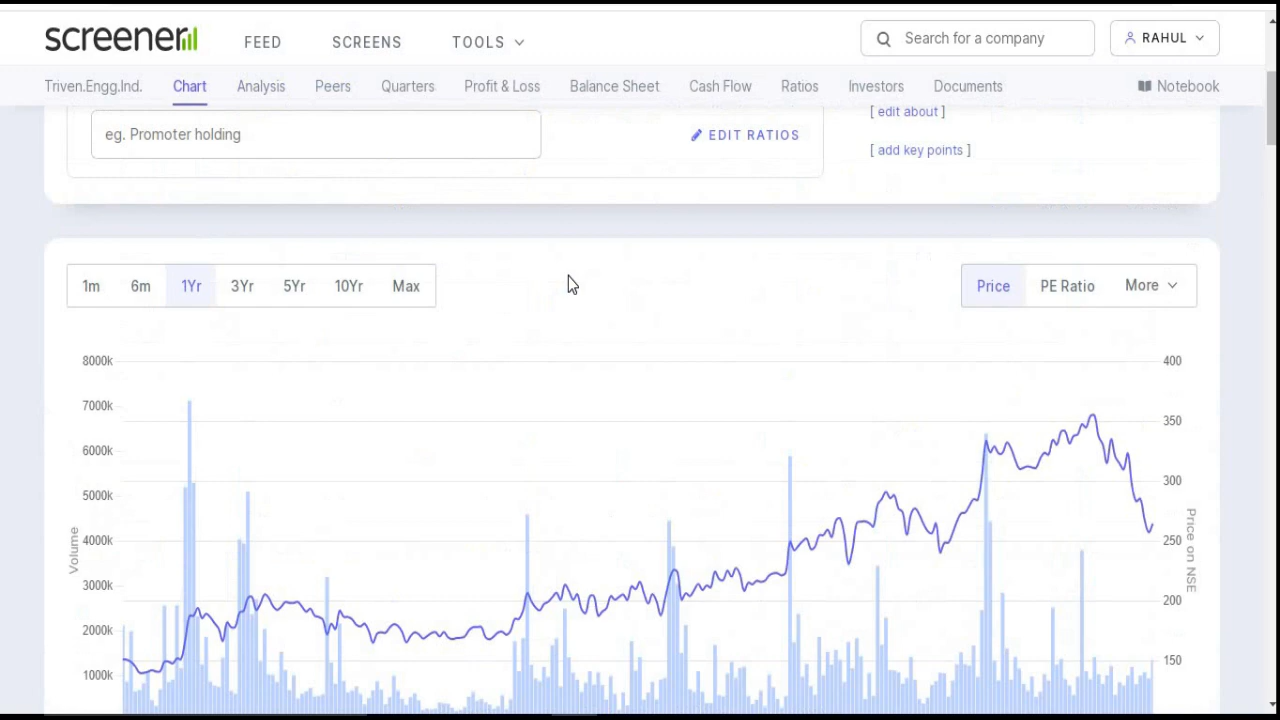 screener
FEED SCREENS TOOLS
Search for a company
RAHUL
Triven.Engg.Ind. Chart Analysis Peers Quarters Profit & Loss Balance Sheet Cash Flow Ratios Investors Documents Notebook
[ edit about ]
eg. Promoter holding
EDIT RATIOS
[ add key points ]
1m 6m 1Yr 3Yr 5Yr 10Yr Max
Price PE Ratio More
8000k 400
7000k 350
6000k
5000k 300
4000k 250
3000k 200
2000k
1000k 150
Volume
Price on NSE